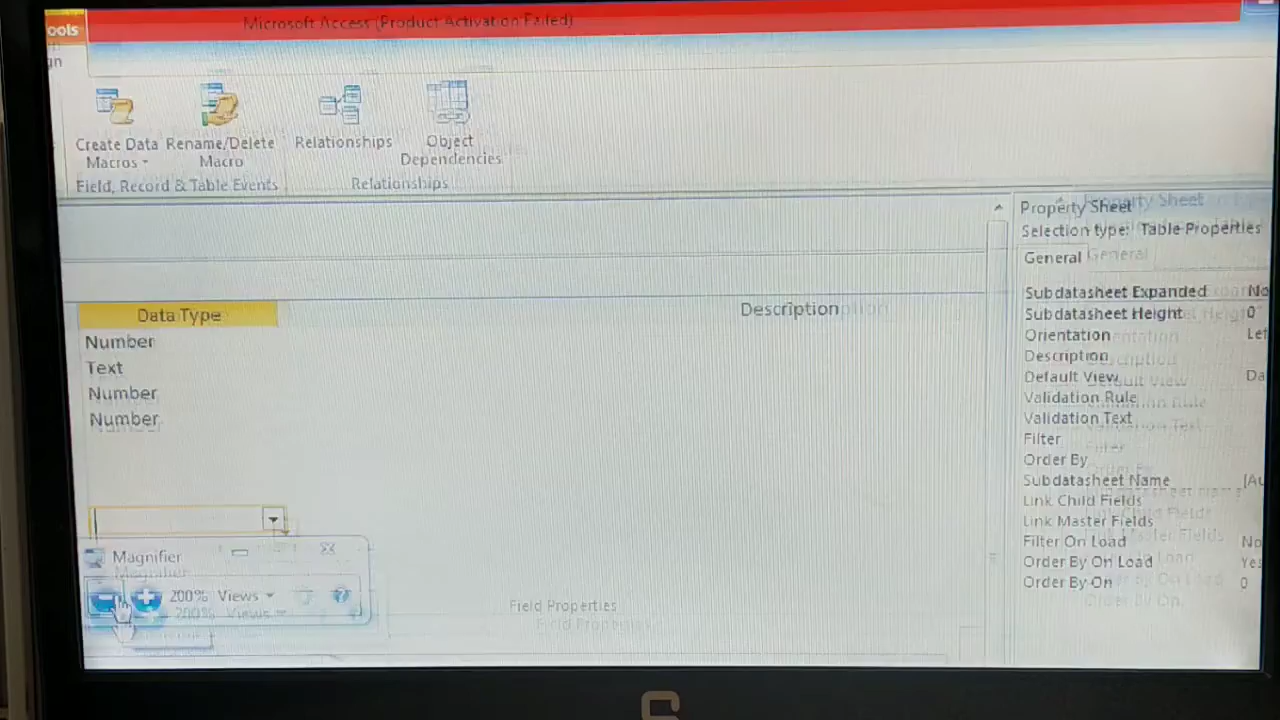 Microsoft Access (Product Activation Failed)
ools
gn
Create Data Macros
Rename/Delete Macro
Relationships
Object Dependencies
Field, Record & Table Events
Relationships
Property Sheet
Selection type: Table Properties
General
Data Type
Description
Number
Text
Number
Number
Subdatasheet Expanded No
Subdatasheet Height 0"
Orientation Lef
Description
Default View Da
Validation Rule
Validation Text
Filter
Order By
Subdatasheet Name [Au
Link Child Fields
Link Master Fields
Filter On Load No
Order By On Load Yes
Order By On 0
Magnifier
200% Views
Field Properties